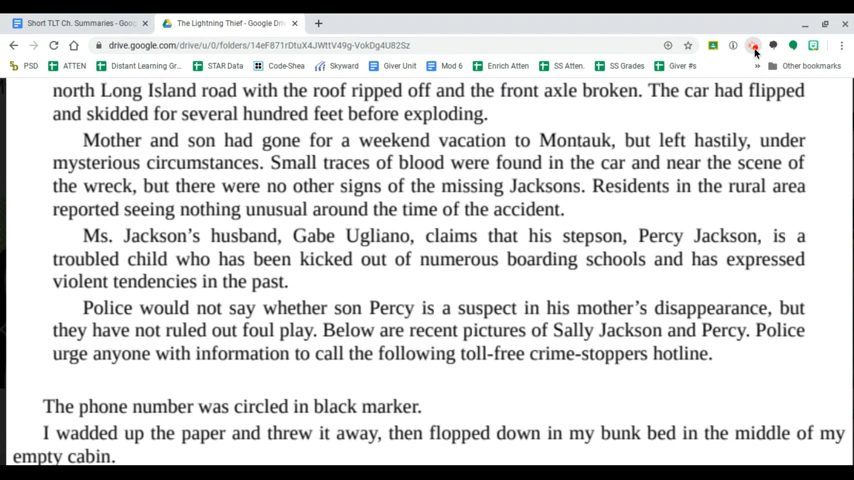 Short TLT Ch. Summaries - Goo
The Lightning Thief - Google Dri
drive.google.com/drive/u/0/folders/14eF871rDtuX4JWttV49g-VokDg4U82Sz
PSD ATTEN Distant Learning Gr... STAR Data Code-Shea Skyward Giver Unit Mod 6 Enrich Atten SS Atten. SS Grades Giver #s » Other bookmarks
north Long Island road with the roof ripped off and the front axle broken. The car had flipped
and skidded for several hundred feet before exploding.
Mother and son had gone for a weekend vacation to Montauk, but left hastily, under
mysterious circumstances. Small traces of blood were found in the car and near the scene of
the wreck, but there were no other signs of the missing Jacksons. Residents in the rural area
reported seeing nothing unusual around the time of the accident.
Ms. Jackson's husband, Gabe Ugliano, claims that his stepson, Percy Jackson, is a
troubled child who has been kicked out of numerous boarding schools and has expressed
violent tendencies in the past.
Police would not say whether son Percy is a suspect in his mother's disappearance, but
they have not ruled out foul play. Below are recent pictures of Sally Jackson and Percy. Police
urge anyone with information to call the following toll-free crime-stoppers hotline.
The phone number was circled in black marker.
I wadded up the paper and threw it away, then flopped down in my bunk bed in the middle of my
empty cabin.